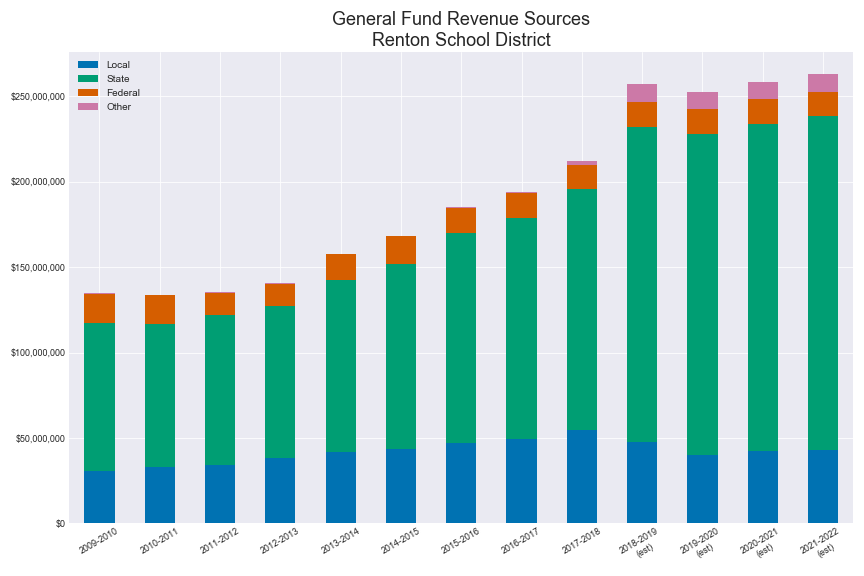 General Fund Revenue Sources
Renton School District
Local
State
Federal
Other
$250,000,000
$200,000,000
$150,000,000
$100,000,000
$50,000,000
$0
2009-2010
2010-2011
2011-2012
2012-2013
2013-2014
2014-2015
2015-2016
2016-2017
2017-2018
2018-2019
(est)
2019-2020
(est)
2020-2021
(est)
2021-2022
(est)